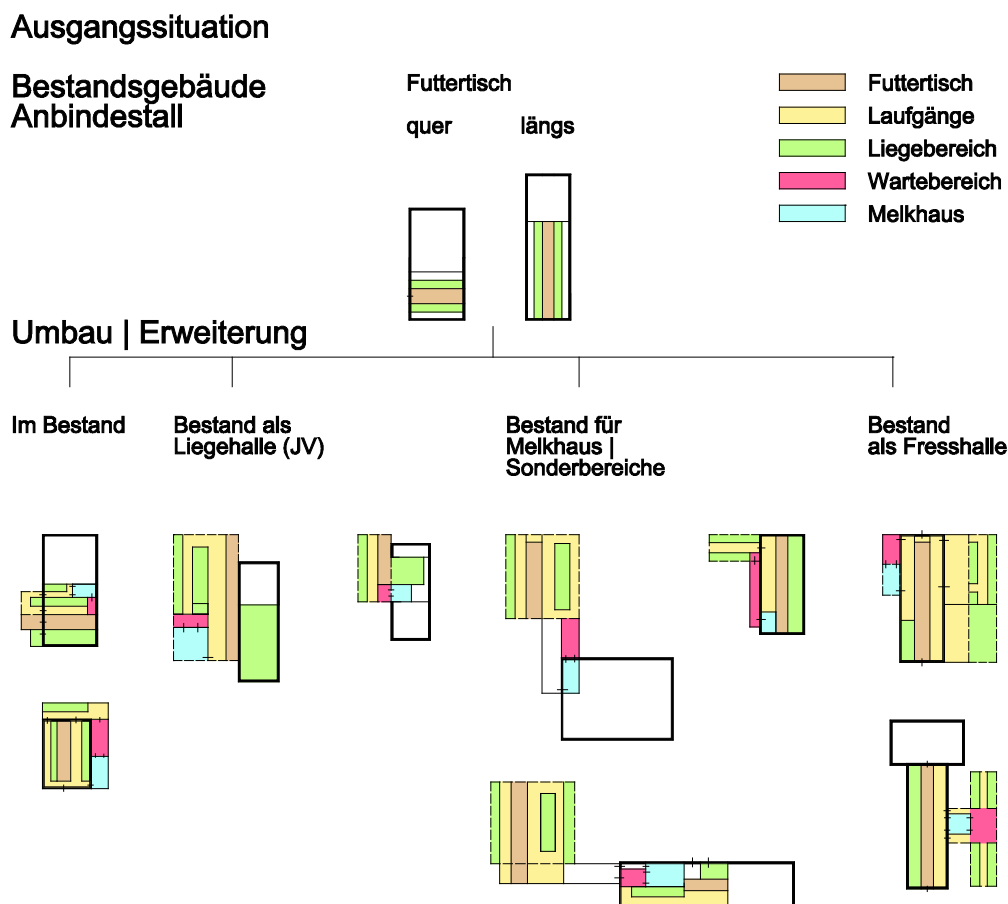 Ausgangssituation
Bestandsgebäude
Anbindestall
Futtertisch
quer längs
Futtertisch
Laufgänge
Liegebereich
Wartebereich
Melkhaus
Umbau | Erweiterung
Im Bestand
Bestand als
Liegehalle (JV)
Bestand für
Melkhaus |
Sonderbereiche
Bestand
als Fresshalle